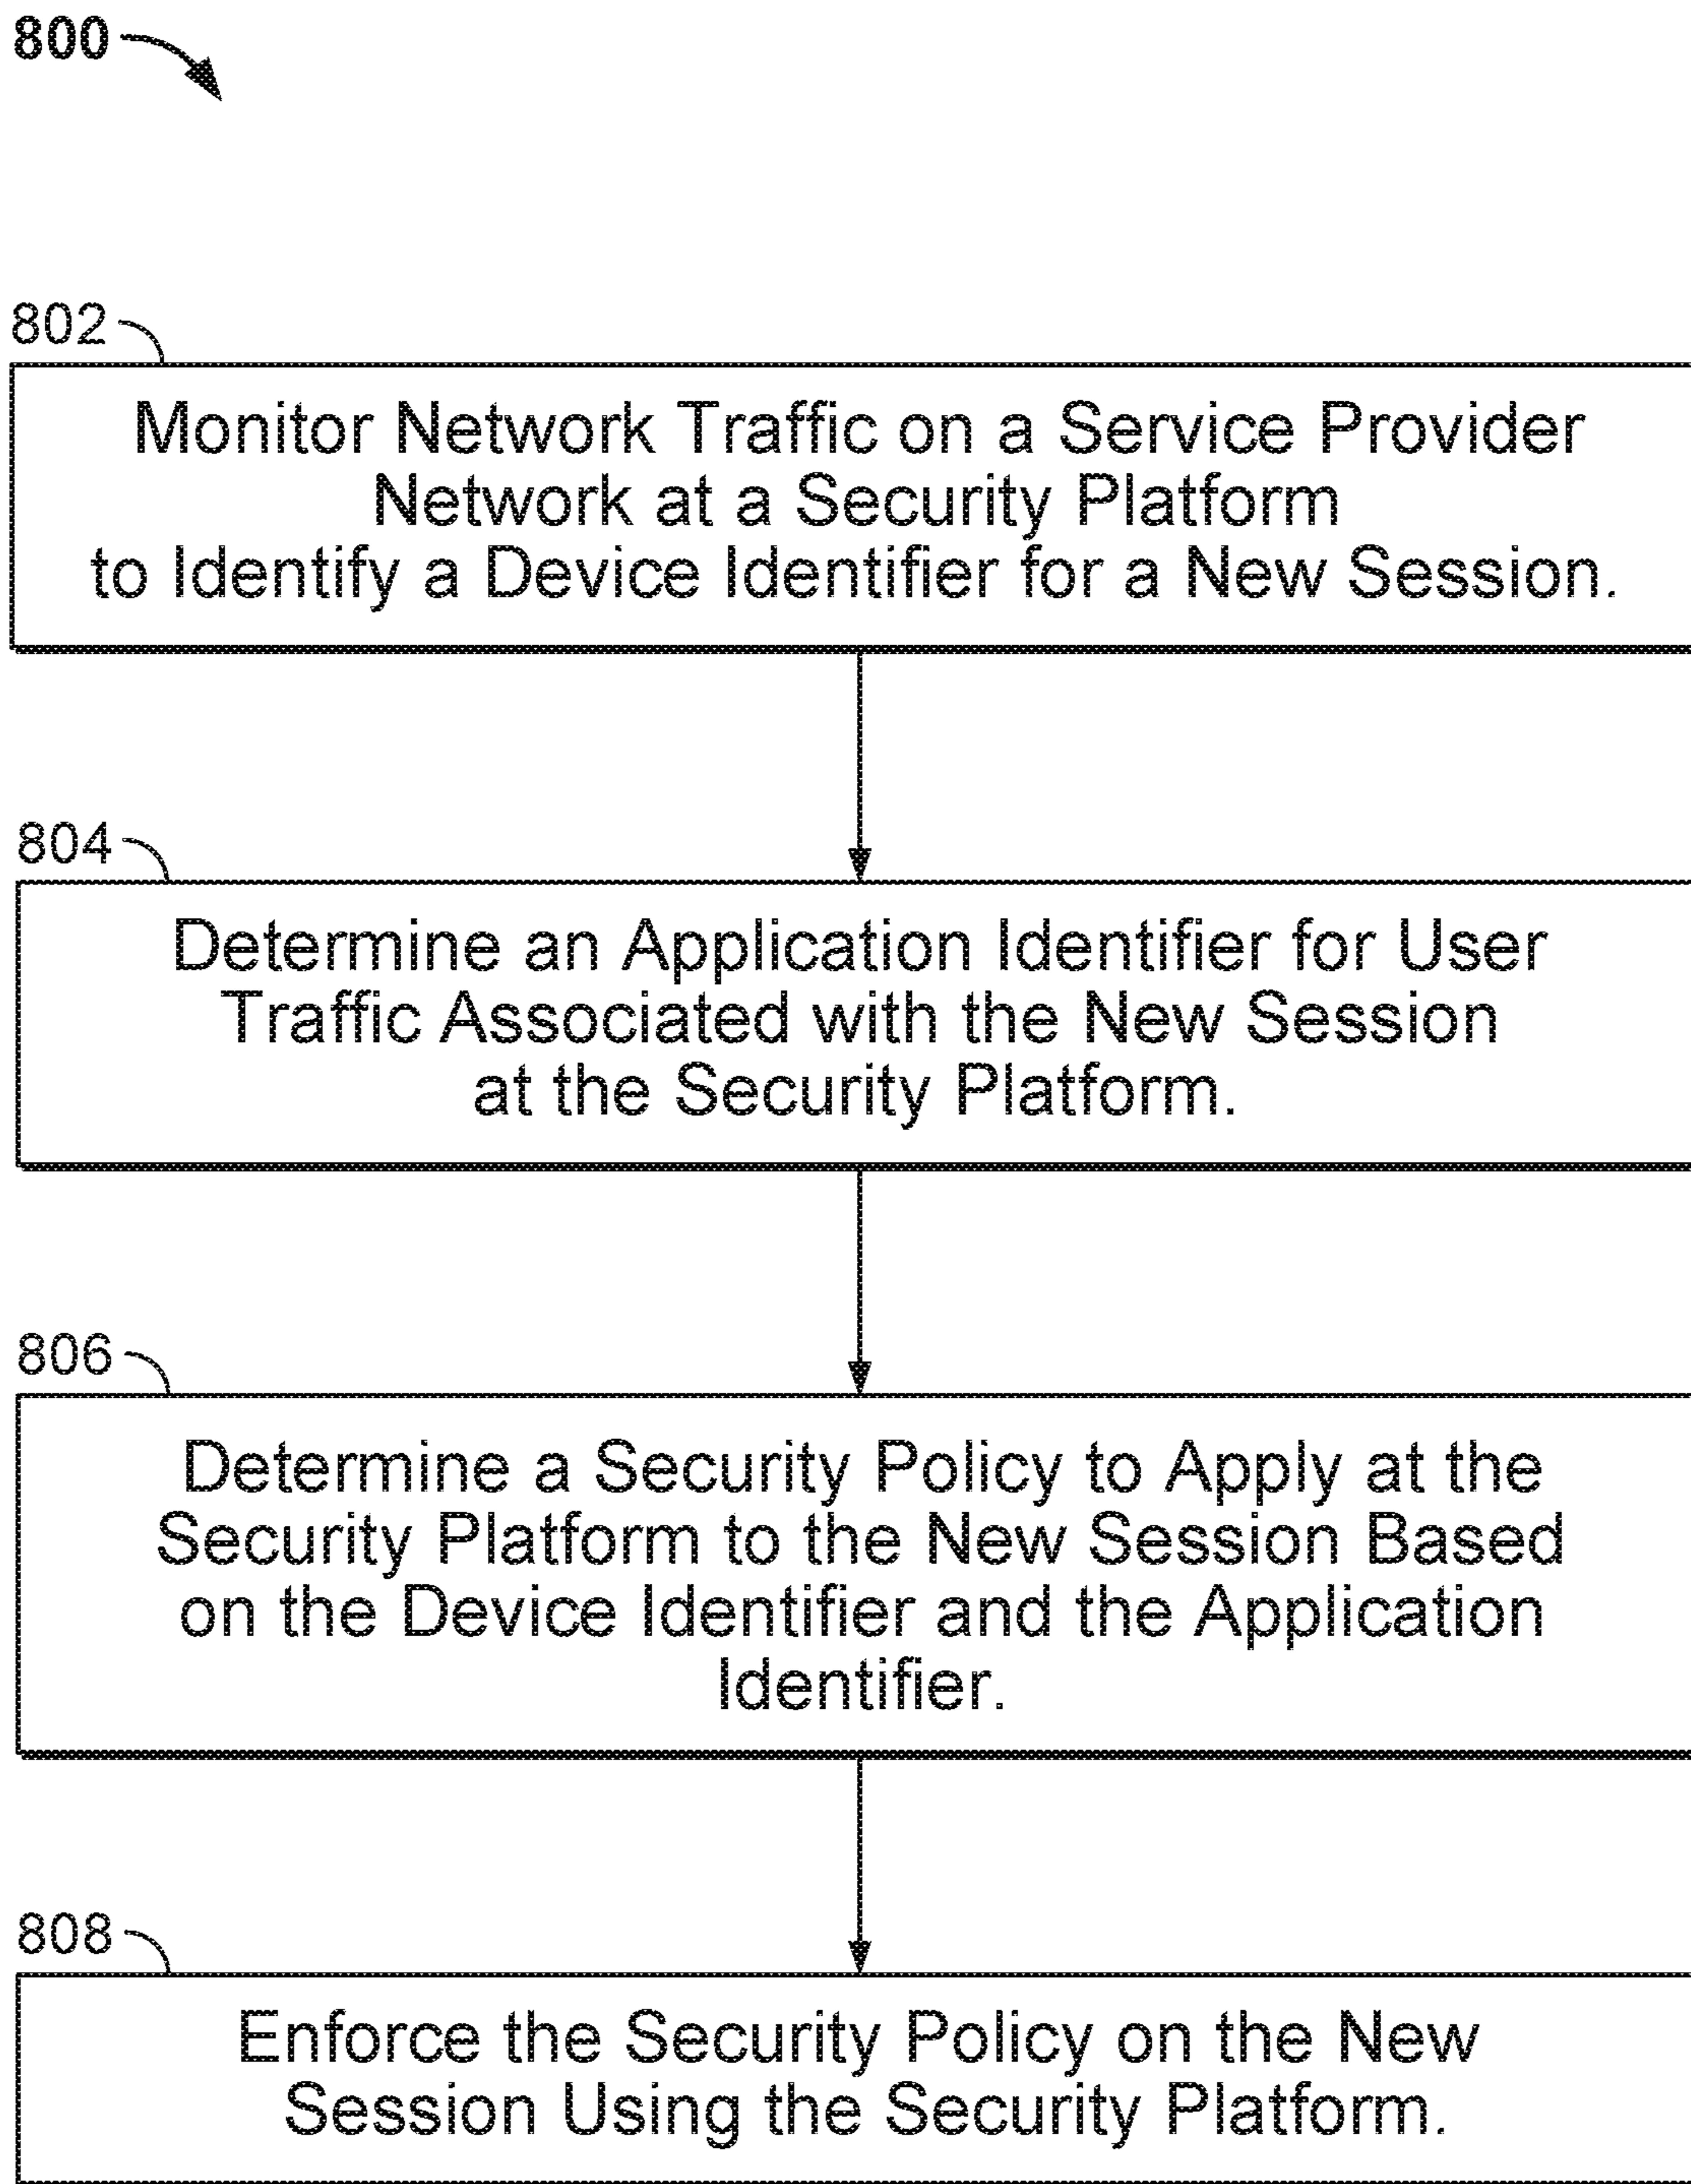 800
802
Monitor Network Traffic on a Service Provider
Network at a Security Platform
to Identify a Device Identifier for a New Session.
804
Determine an Application Identifier for User
Traffic Associated with the New Session
at the Security Platform.
806
Determine a Security Policy to Apply at the
Security Platform to the New Session Based
on the Device Identifier and the Application
Identifier.
808
Enforce the Security Policy on the New
Session Using the Security Platform.